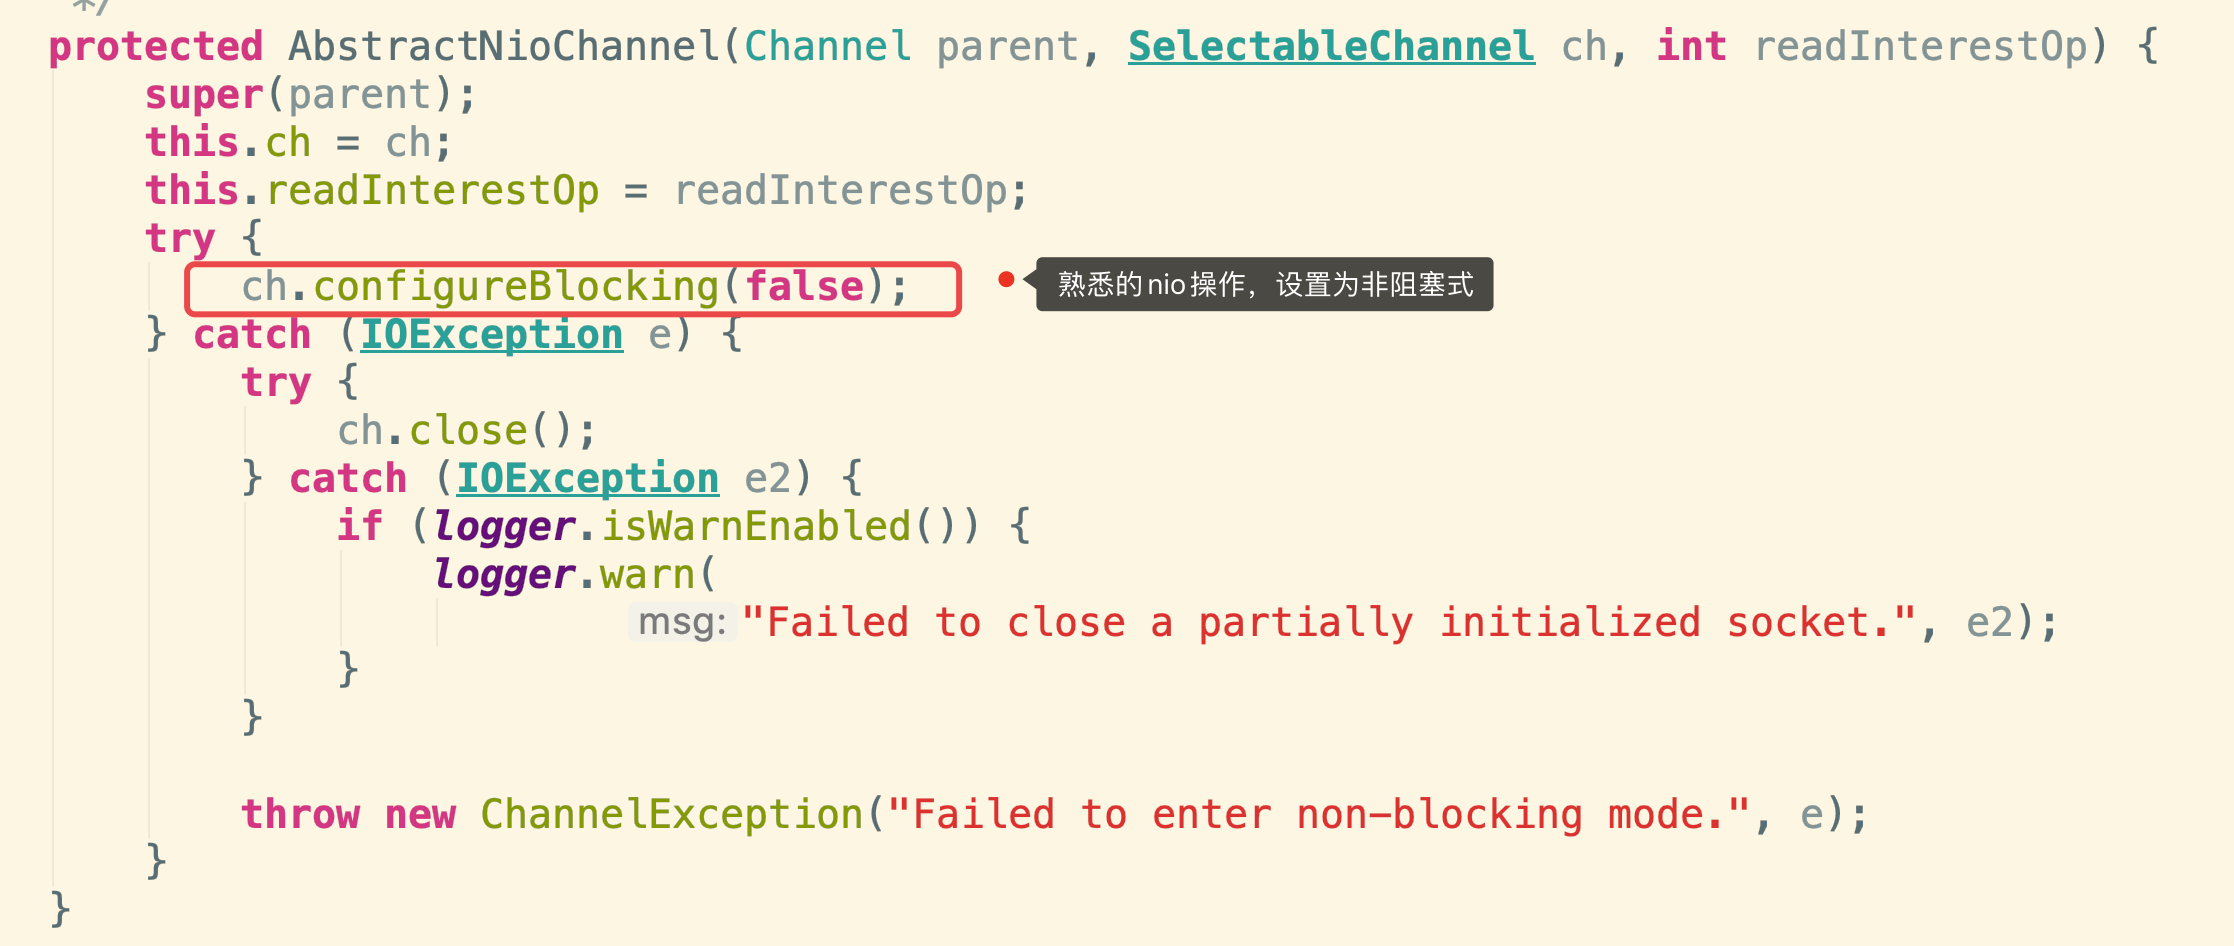 */
protected AbstractNioChannel(Channel parent, SelectableChannel ch, int readInterestOp) {
    super(parent);
    this.ch = ch;
    this.readInterestOp = readInterestOp;
    try {
        ch.configureBlocking(false); 熟悉的nio操作，设置为非阻塞式
    } catch (IOException e) {
        try {
            ch.close();
        } catch (IOException e2) {
            if (logger.isWarnEnabled()) {
                logger.warn(
                        msg: "Failed to close a partially initialized socket.", e2);
            }
        }
        throw new ChannelException("Failed to enter non-blocking mode.", e);
    }
}